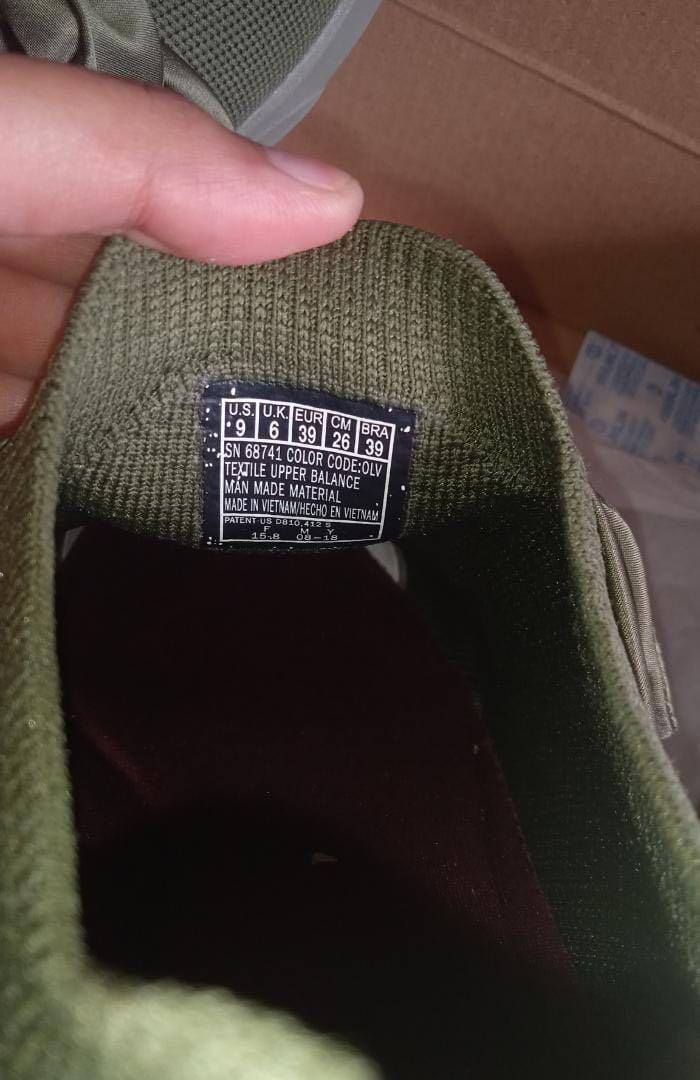 U.S. U.K. EUR CM BRA
9 6 39 26 39
SN 68741 COLOR CODE:OLV
TEXTILE UPPER BALANCE
MAN MADE MATERIAL
MADE IN VIETNAM/HECHO EN VIETNAM
PATENT US D810,412 S
F M Y
15.8 08-18